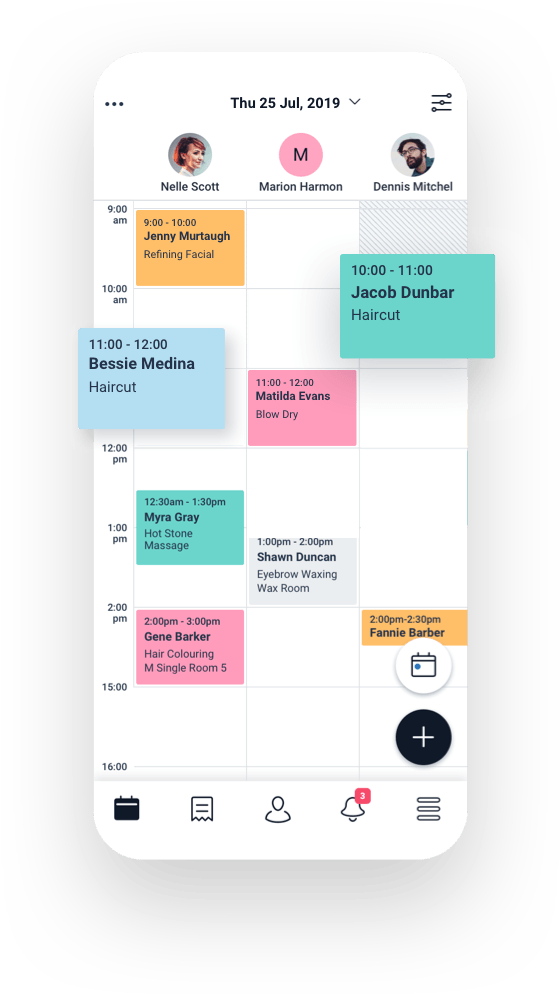 Thu 25 Jul, 2019
M
Nelle Scott
Marion Harmon
Dennis Mitchel
9:00
am
9:00 - 10:00
Jenny Murtaugh
Refining Facial
10:00 - 11:00
Jacob Dunbar
Haircut
10:00
am
11:00 - 12:00
Bessie Medina
Haircut
11:00 - 12:00
Matilda Evans
Blow Dry
12:00
pm
12:30am - 1:30pm
Myra Gray
Hot Stone
Massage
1:00
pm
1:00pm - 2:00pm
Shawn Duncan
Eyebrow Waxing
Wax Room
2:00
pm
2:00pm - 3:00pm
Gene Barker
Hair Colouring
M Single Room 5
2:00pm-2:30pm
Fannie Barber
15:00
16:00
3